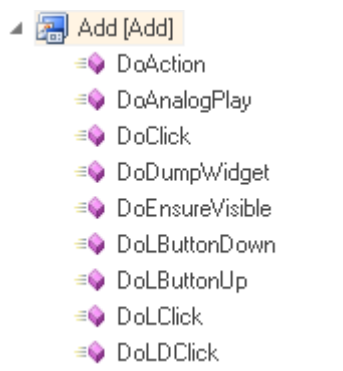 Add [Add]
DoAction
DoAnalogPlay
DoClick
DoDumpWidget
DoEnsureVisible
DoLButtonDown
DoLButtonUp
DoLClick
DoLDClick